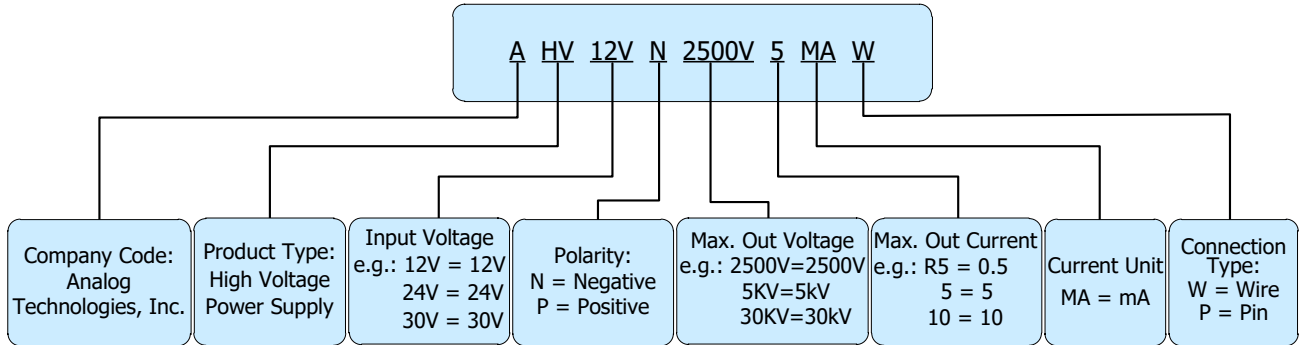 A HV 12V N 2500V 5 MA W
Company Code:
Analog
Technologies, Inc.
Product Type:
High Voltage
Power Supply
Input Voltage
e.g.: 12V = 12V
24V = 24V
30V = 30V
Polarity:
N = Negative
P = Positive
Max. Out Voltage
e.g.: 2500V=2500V
5KV=5kV
30KV=30kV
Max. Out Current
e.g.: R5 = 0.5
5 = 5
10 = 10
Current Unit
MA = mA
Connection
Type:
W = Wire
P = Pin